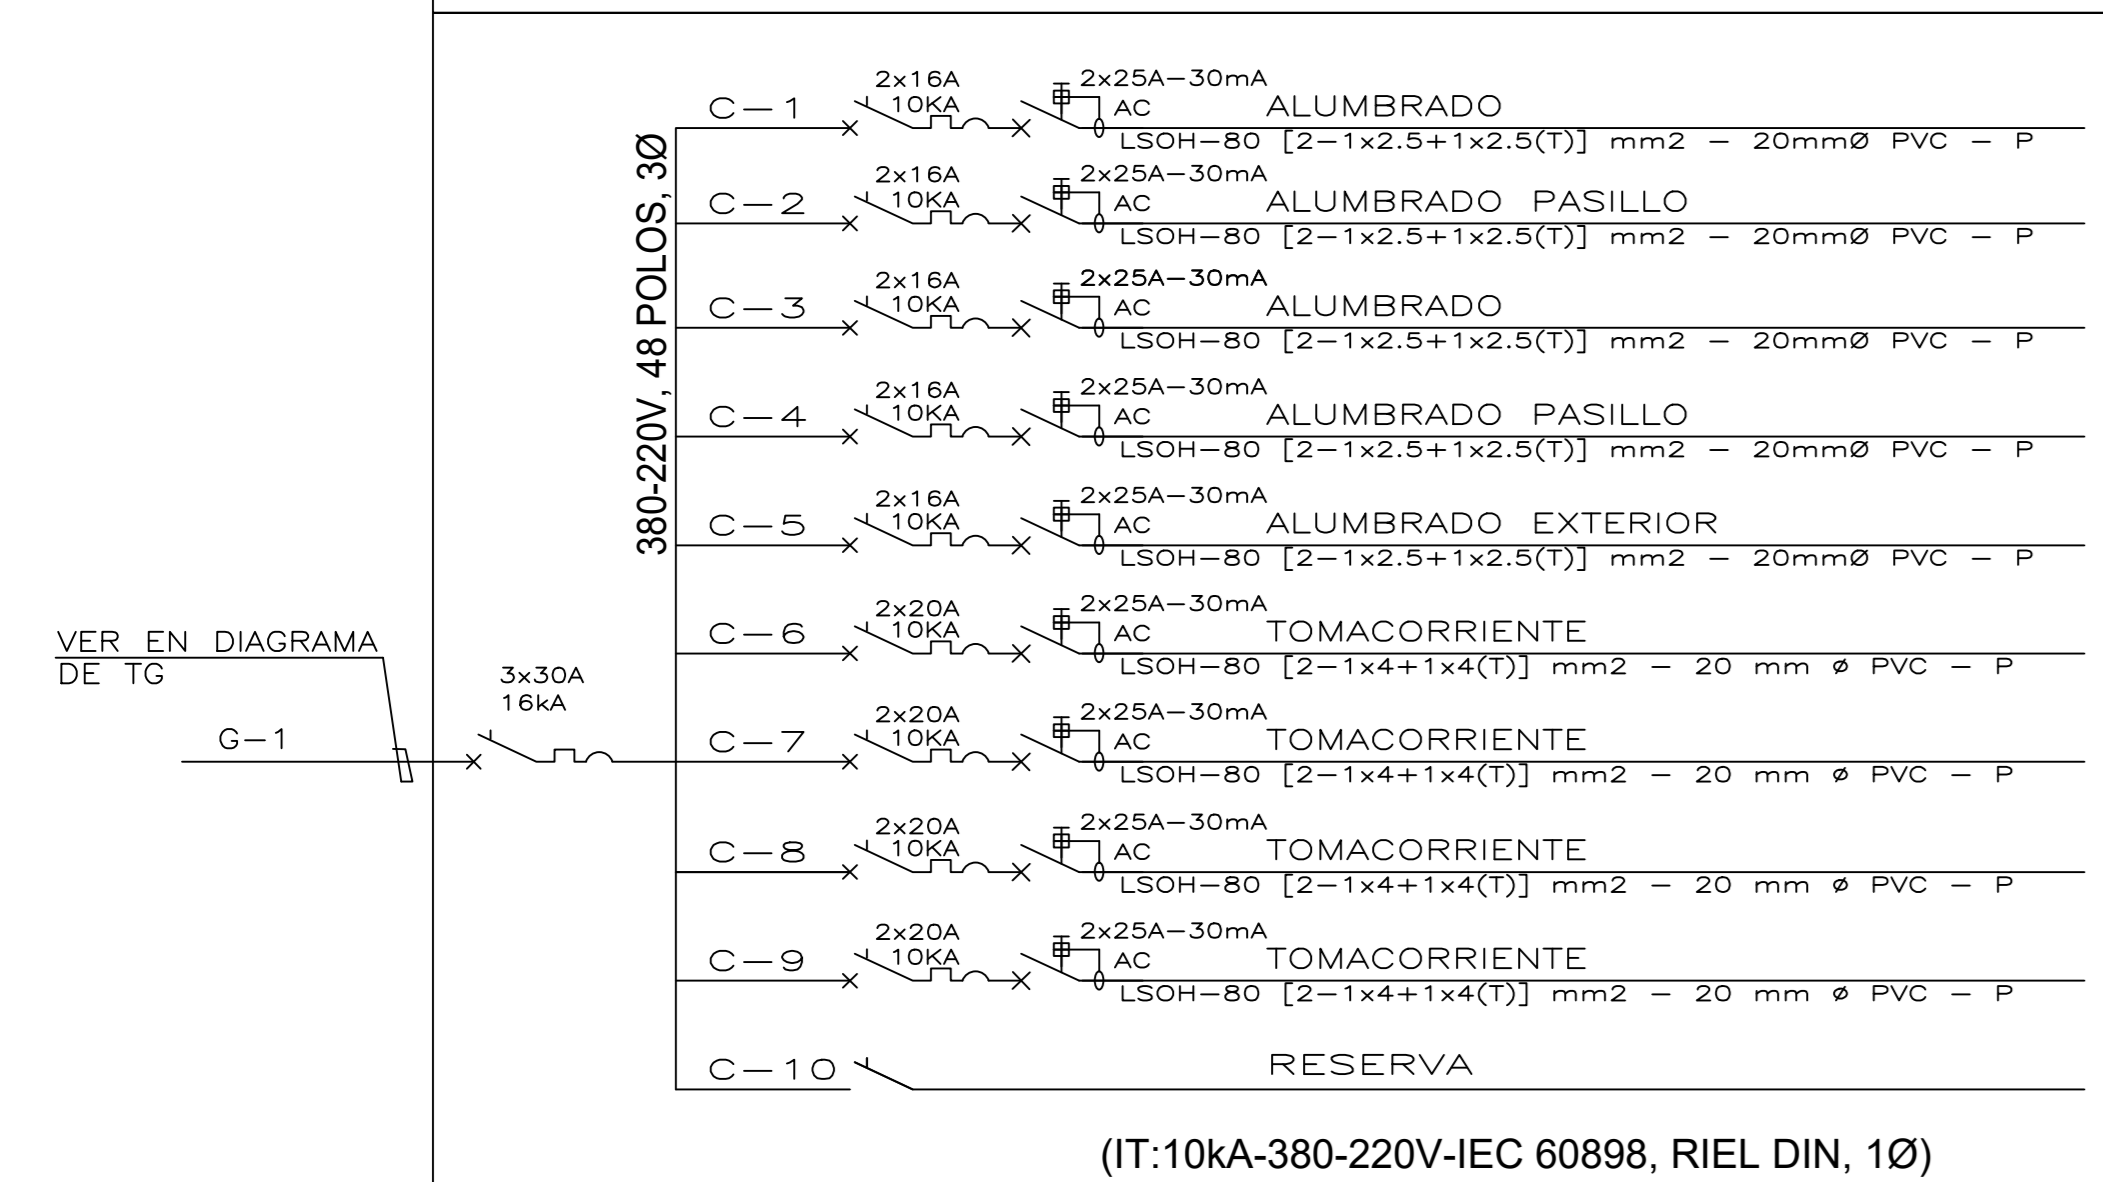 VER EN DIAGRAMA
DE TG
G-1
3x30A
16kA
380-220V, 48 POLOS, 3Ø
C-1
2x16A
10KA
2x25A-30mA
AC
ALUMBRADO
LSOH-80 [2-1x2.5+1x2.5(T)] mm2 - 20mmØ PVC - P
C-2
2x16A
10KA
2x25A-30mA
AC
ALUMBRADO PASILLO
LSOH-80 [2-1x2.5+1x2.5(T)] mm2 - 20mmØ PVC - P
C-3
2x16A
10KA
2x25A-30mA
AC
ALUMBRADO
LSOH-80 [2-1x2.5+1x2.5(T)] mm2 - 20mmØ PVC - P
C-4
2x16A
10KA
2x25A-30mA
AC
ALUMBRADO PASILLO
LSOH-80 [2-1x2.5+1x2.5(T)] mm2 - 20mmØ PVC - P
C-5
2x16A
10KA
2x25A-30mA
AC
ALUMBRADO EXTERIOR
LSOH-80 [2-1x2.5+1x2.5(T)] mm2 - 20mmØ PVC - P
C-6
2x20A
10KA
2x25A-30mA
AC
TOMACORRIENTE
LSOH-80 [2-1x4+1x4(T)] mm2 - 20 mm ø PVC - P
C-7
2x20A
10KA
2x25A-30mA
AC
TOMACORRIENTE
LSOH-80 [2-1x4+1x4(T)] mm2 - 20 mm ø PVC - P
C-8
2x20A
10KA
2x25A-30mA
AC
TOMACORRIENTE
LSOH-80 [2-1x4+1x4(T)] mm2 - 20 mm ø PVC - P
C-9
2x20A
10KA
2x25A-30mA
AC
TOMACORRIENTE
LSOH-80 [2-1x4+1x4(T)] mm2 - 20 mm ø PVC - P
C-10
RESERVA
(IT:10kA-380-220V-IEC 60898, RIEL DIN, 1Ø)